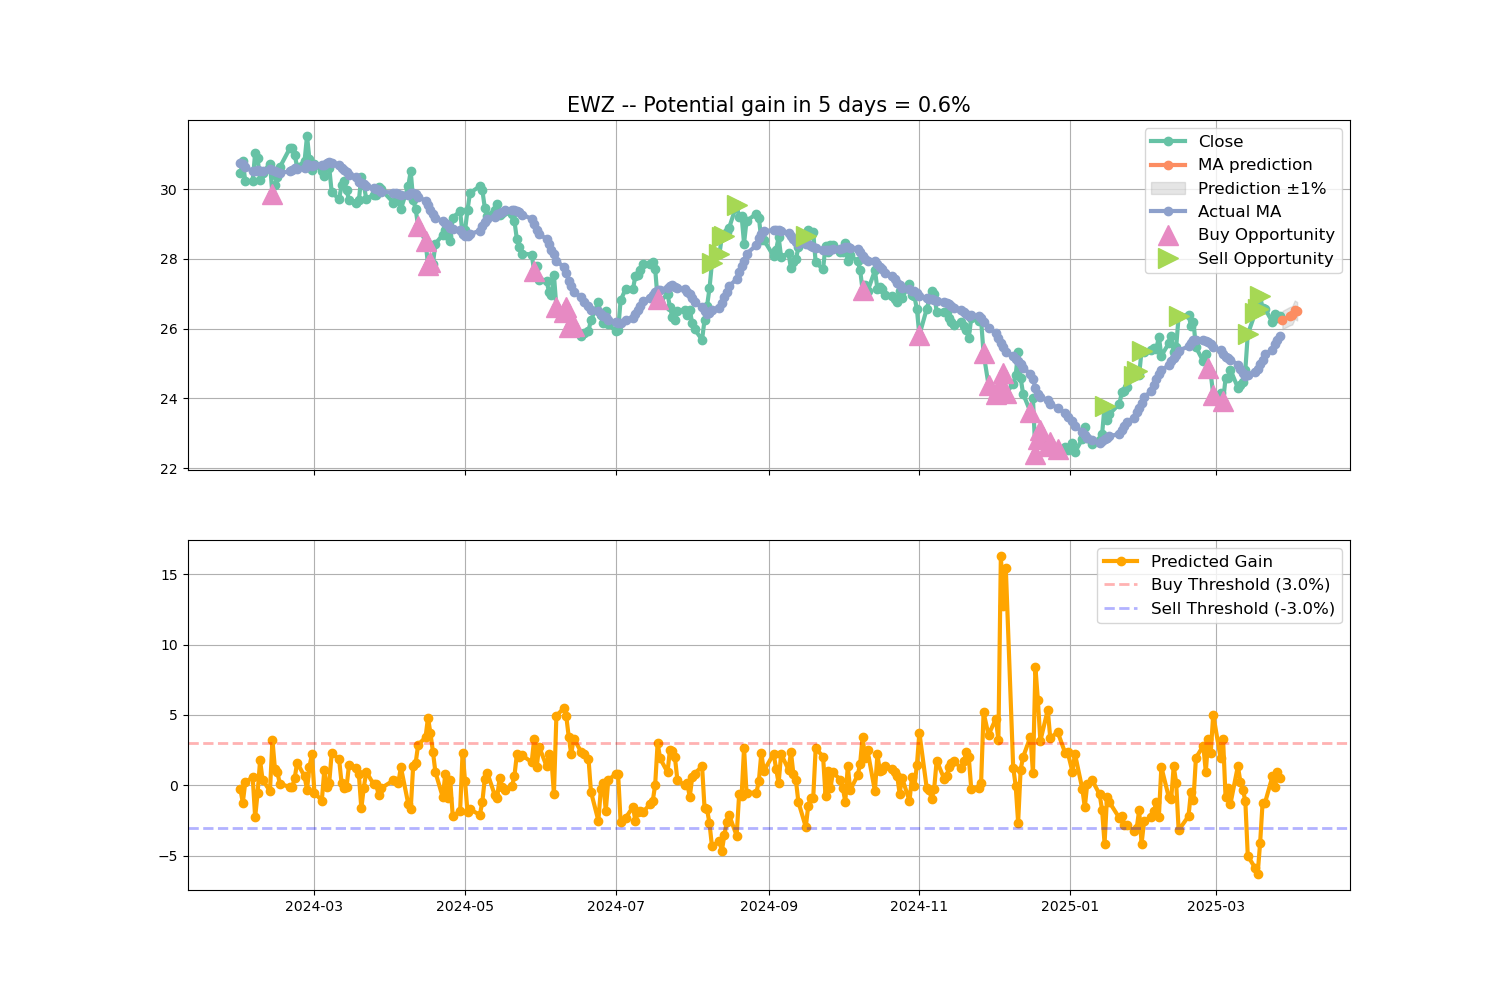 EWZ -- Potential gain in 5 days = 0.6%
Close
MA prediction
Prediction ±1%
Actual MA
Buy Opportunity
Sell Opportunity
30
28
26
24
22
Predicted Gain
Buy Threshold (3.0%)
Sell Threshold (-3.0%)
15
10
5
0
−5
2024-03 2024-05 2024-07 2024-09 2024-11 2025-01 2025-03